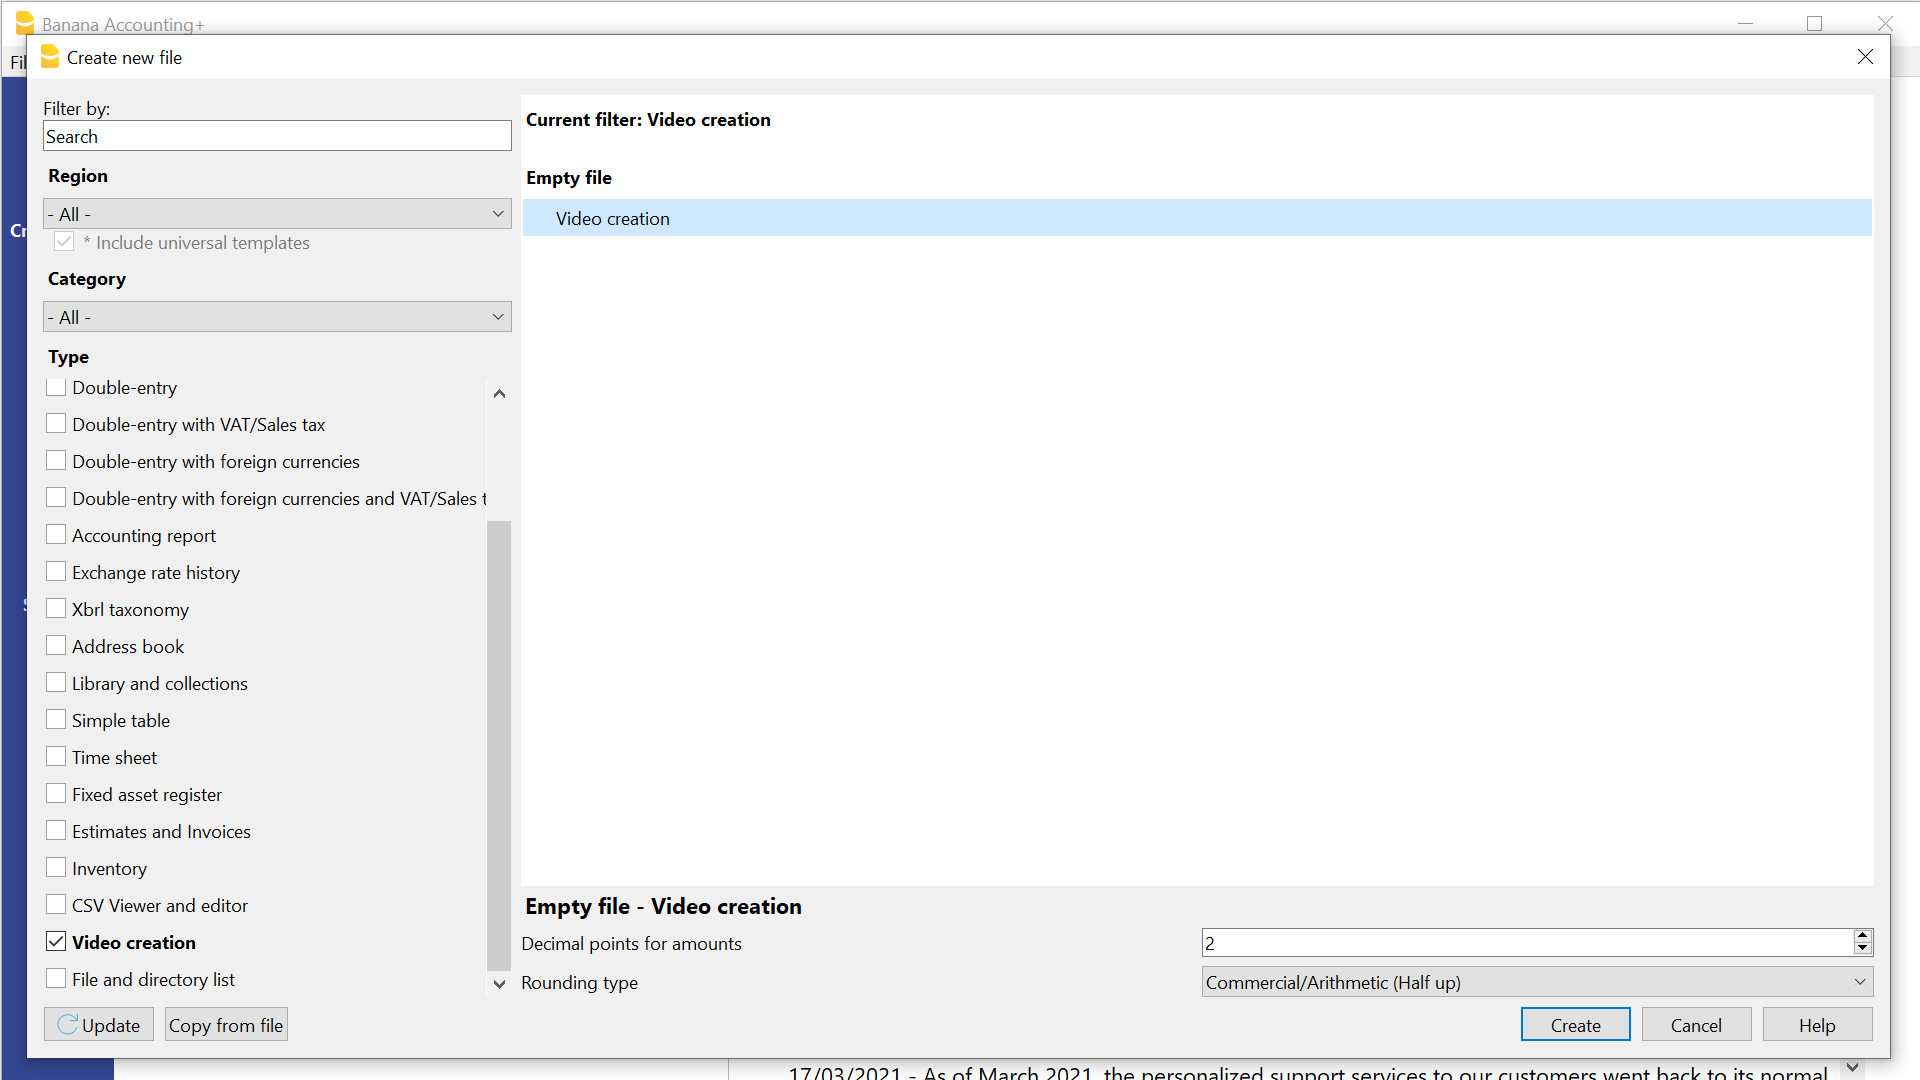 Banana Accounting+
Fil
Create new file
Filter by:
Search
Region
- All -
* Include universal templates
Category
- All -
Type
Double-entry
Double-entry with VAT/Sales tax
Double-entry with foreign currencies
Double-entry with foreign currencies and VAT/Sales t
Accounting report
Exchange rate history
Xbrl taxonomy
Address book
Library and collections
Simple table
Time sheet
Fixed asset register
Estimates and Invoices
Inventory
CSV Viewer and editor
Video creation
File and directory list
Update
Copy from file
Cr
Current filter: Video creation
Empty file
Video creation
Empty file - Video creation
Decimal points for amounts
2
Rounding type
Commercial/Arithmetic (Half up)
Create
Cancel
Help
17/03/2021 - As of March 2021, the personalized support services to our customers went back to its normal